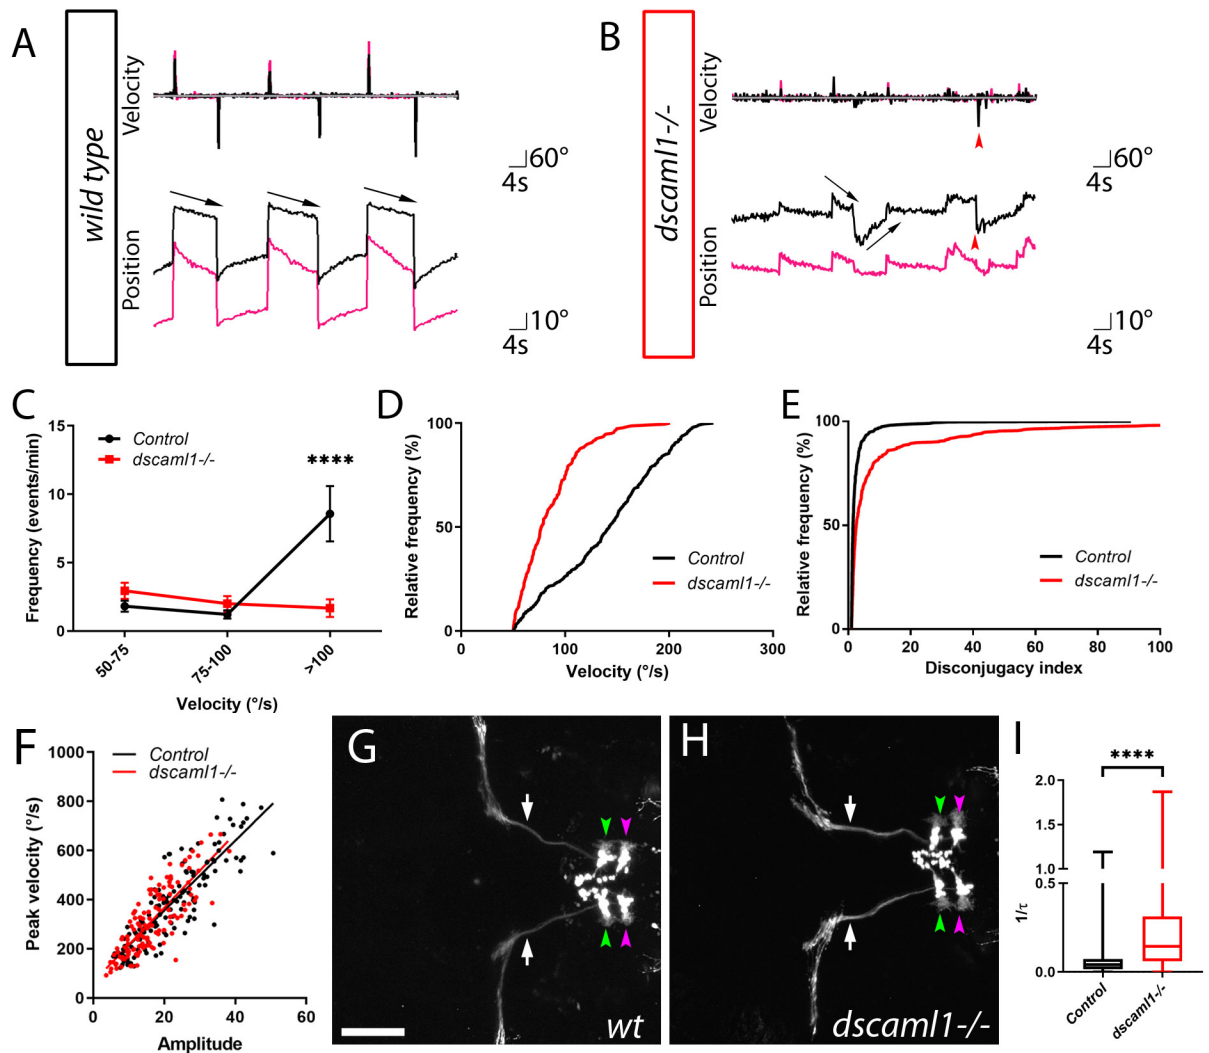 A
wild type
Velocity
60°
4s
Position
10°
4s
B
dscaml1-/-
Velocity
60°
4s
Position
10°
4s
C
Frequency (events/min)
15
10
5
0
Control
dscaml1-/-
****
50-75
75-100
>100
Velocity (°/s)
D
Relative frequency (%)
100
50
0
Control
dscaml1-/-
0
100
200
300
Velocity (°/s)
E
Relative frequency (%)
100
50
0
Control
dscaml1-/-
0
20
40
60
80
100
Disconjugacy index
F
Peak velocity (°/s)
1000
800
600
400
200
0
Control
dscaml1-/-
0
20
40
60
Amplitude
G
wt
H
dscaml1-/-
I
****
1/τ
2.0
1.5
1.0
0.5
0.0
Control
dscaml1-/-